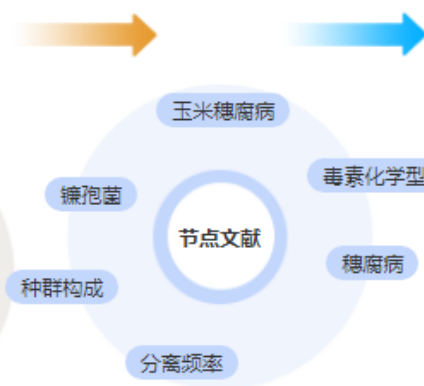 玉米穗腐病
毒素化学型
镰孢菌
节点文献
穗腐病
种群构成
分离频率